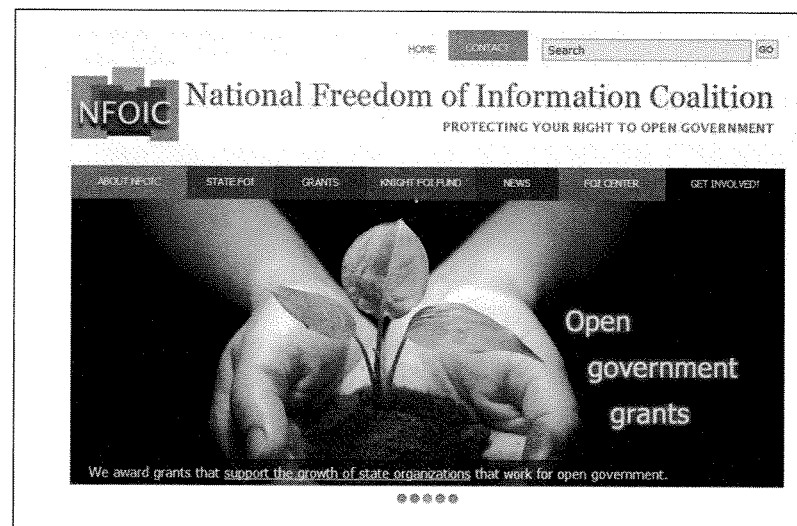 HOME CONTACT Search GO
NFOIC
National Freedom of Information Coalition
PROTECTING YOUR RIGHT TO OPEN GOVERNMENT
ABOUT NFOIC STATE FOI GRANTS KNIGHT FOI FUND NEWS FOI CENTER GET INVOLVED!
Open
government
grants
We award grants that support the growth of state organizations that work for open government.